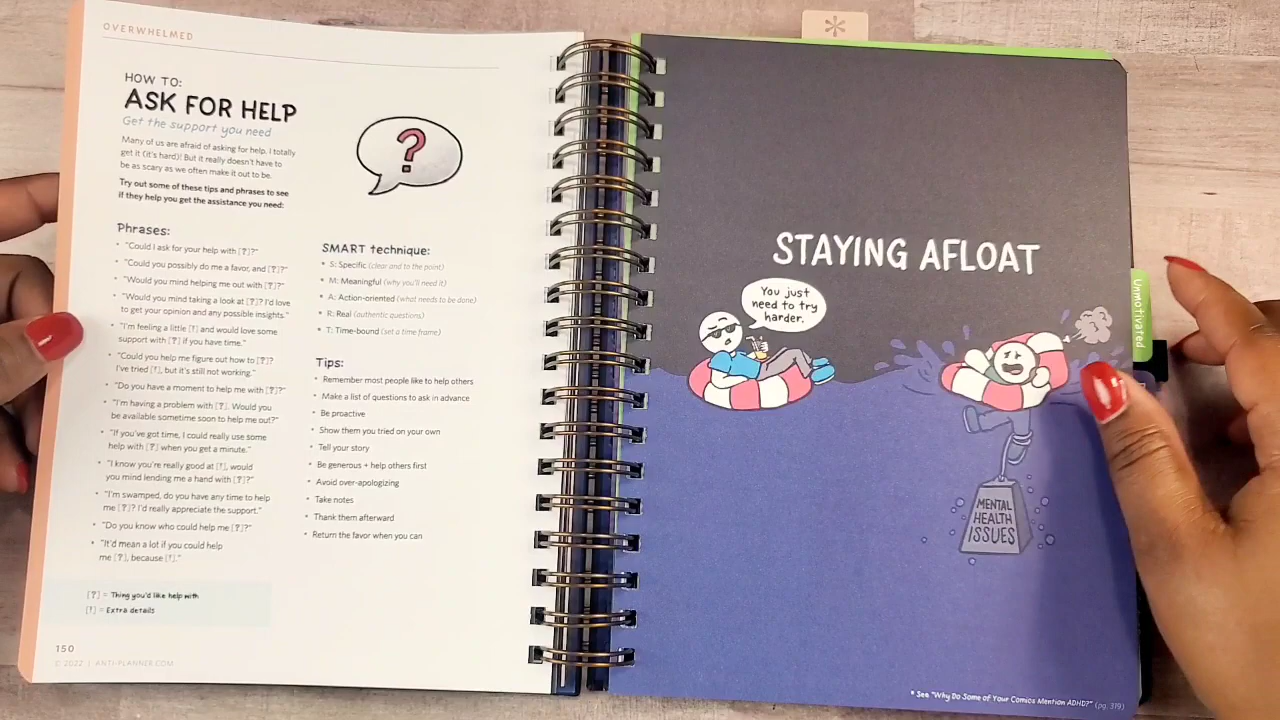 OVERWHELMED
HOW TO:
ASK FOR HELP
Get the support you need
Many of us are afraid of asking for help. I totally
get it (it's hard)! But it really doesn't have to
be as scary as we often make it out to be.
Try out some of these tips and phrases to see
if they help you get the assistance you need:
?
Phrases:
• "Could I ask for your help with [?]?"
• "Could you possibly do me a favor, and [?]?"
• "Would you mind helping me out with [?]?"
• "Would you mind taking a look at [?]? I'd love
to get your opinion and any possible insights."
• "I'm feeling a little [!] and would love some
support with [?] if you have time."
• "Could you help me figure out how to [?]?
I've tried [!], but it's still not working."
• "Do you have a moment to help me with [?]?"
• "I'm having a problem with [?]. Would you
be available sometime soon to help me out?"
• "If you've got time, I could really use some
help with [?] when you get a minute."
• "I know you're really good at [!], would
you mind lending me a hand with [?]?"
• "I'm swamped, do you have any time to help
me [?]? I'd really appreciate the support."
• "Do you know who could help me [?]?"
• "It'd mean a lot if you could help
me [?], because [!]."
[?] = Thing you'd like help with
[!] = Extra details
SMART technique:
• S: Specific (clear and to the point)
• M: Meaningful (why you'll need it)
• A: Action-oriented (what needs to be done)
• R: Real (authentic questions)
• T: Time-bound (set a time frame)
Tips:
• Remember most people like to help others
• Make a list of questions to ask in advance
• Be proactive
• Show them you tried on your own
• Tell your story
• Be generous + help others first
• Avoid over-apologizing
• Take notes
• Thank them afterward
• Return the favor when you can
150
© 2022 | ANTI-PLANNER.COM
STAYING AFLOAT
You just
need to try
harder.
MENTAL
HEALTH
ISSUES
Unmotivated
* See "Why Do Some of Your Comics Mention ADHD?" (pg. 319)